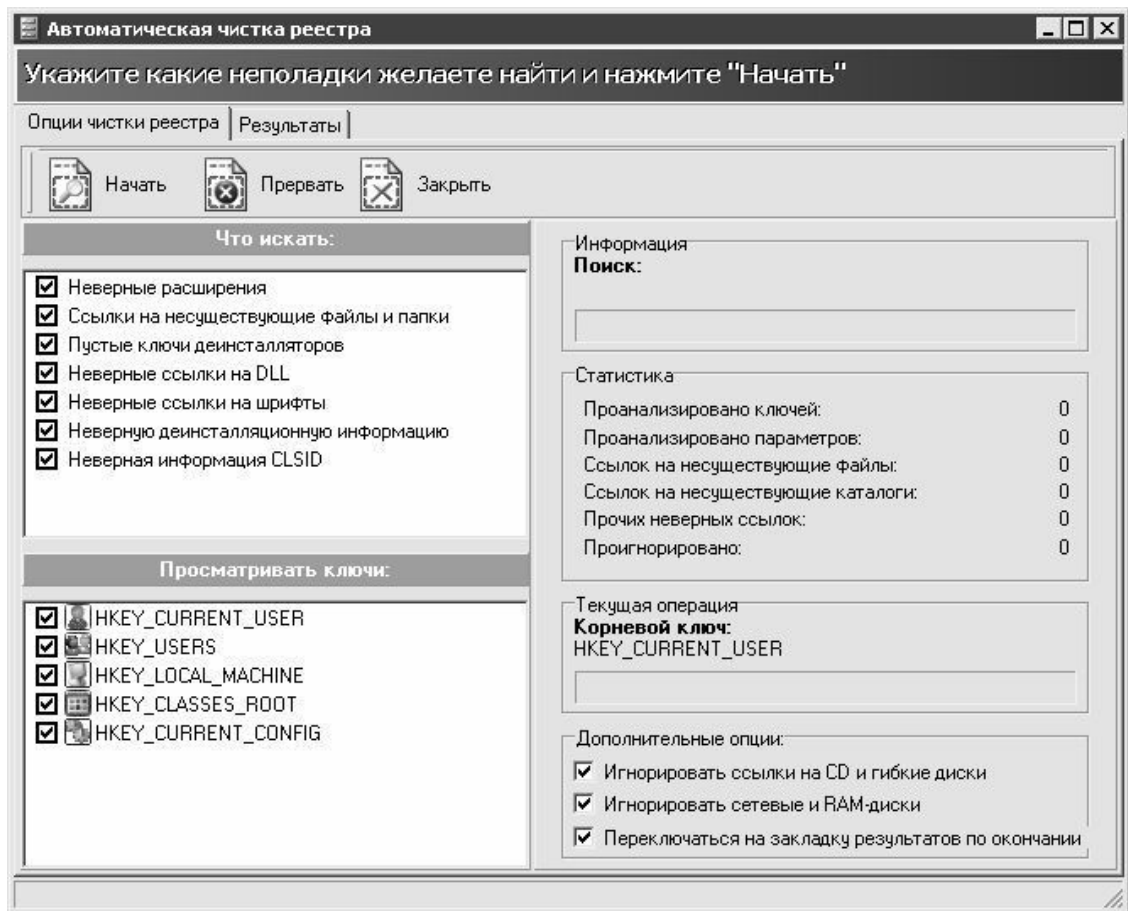 Автоматическая чистка реестра
Укажите какие неполадки желаете найти и нажмите "Начать"
Опции чистки реестра Результаты
Начать Прервать Закрыть
Что искать:
Неверные расширения
Ссылки на несуществующие файлы и папки
Пустые ключи деинсталляторов
Неверные ссылки на DLL
Неверные ссылки на шрифты
Неверную деинсталляционную информацию
Неверная информация CLSID
Просматривать ключи:
HKEY_CURRENT_USER
HKEY_USERS
HKEY_LOCAL_MACHINE
HKEY_CLASSES_ROOT
HKEY_CURRENT_CONFIG
Информация
Поиск:
Статистика
Проанализировано ключей: 0
Проанализировано параметров: 0
Ссылок на несуществующие файлы: 0
Ссылок на несуществующие каталоги: 0
Прочих неверных ссылок: 0
Проигнорировано: 0
Текущая операция
Корневой ключ:
HKEY_CURRENT_USER
Дополнительные опции:
Игнорировать ссылки на CD и гибкие диски
Игнорировать сетевые и RAM-диски
Переключаться на закладку результатов по окончании